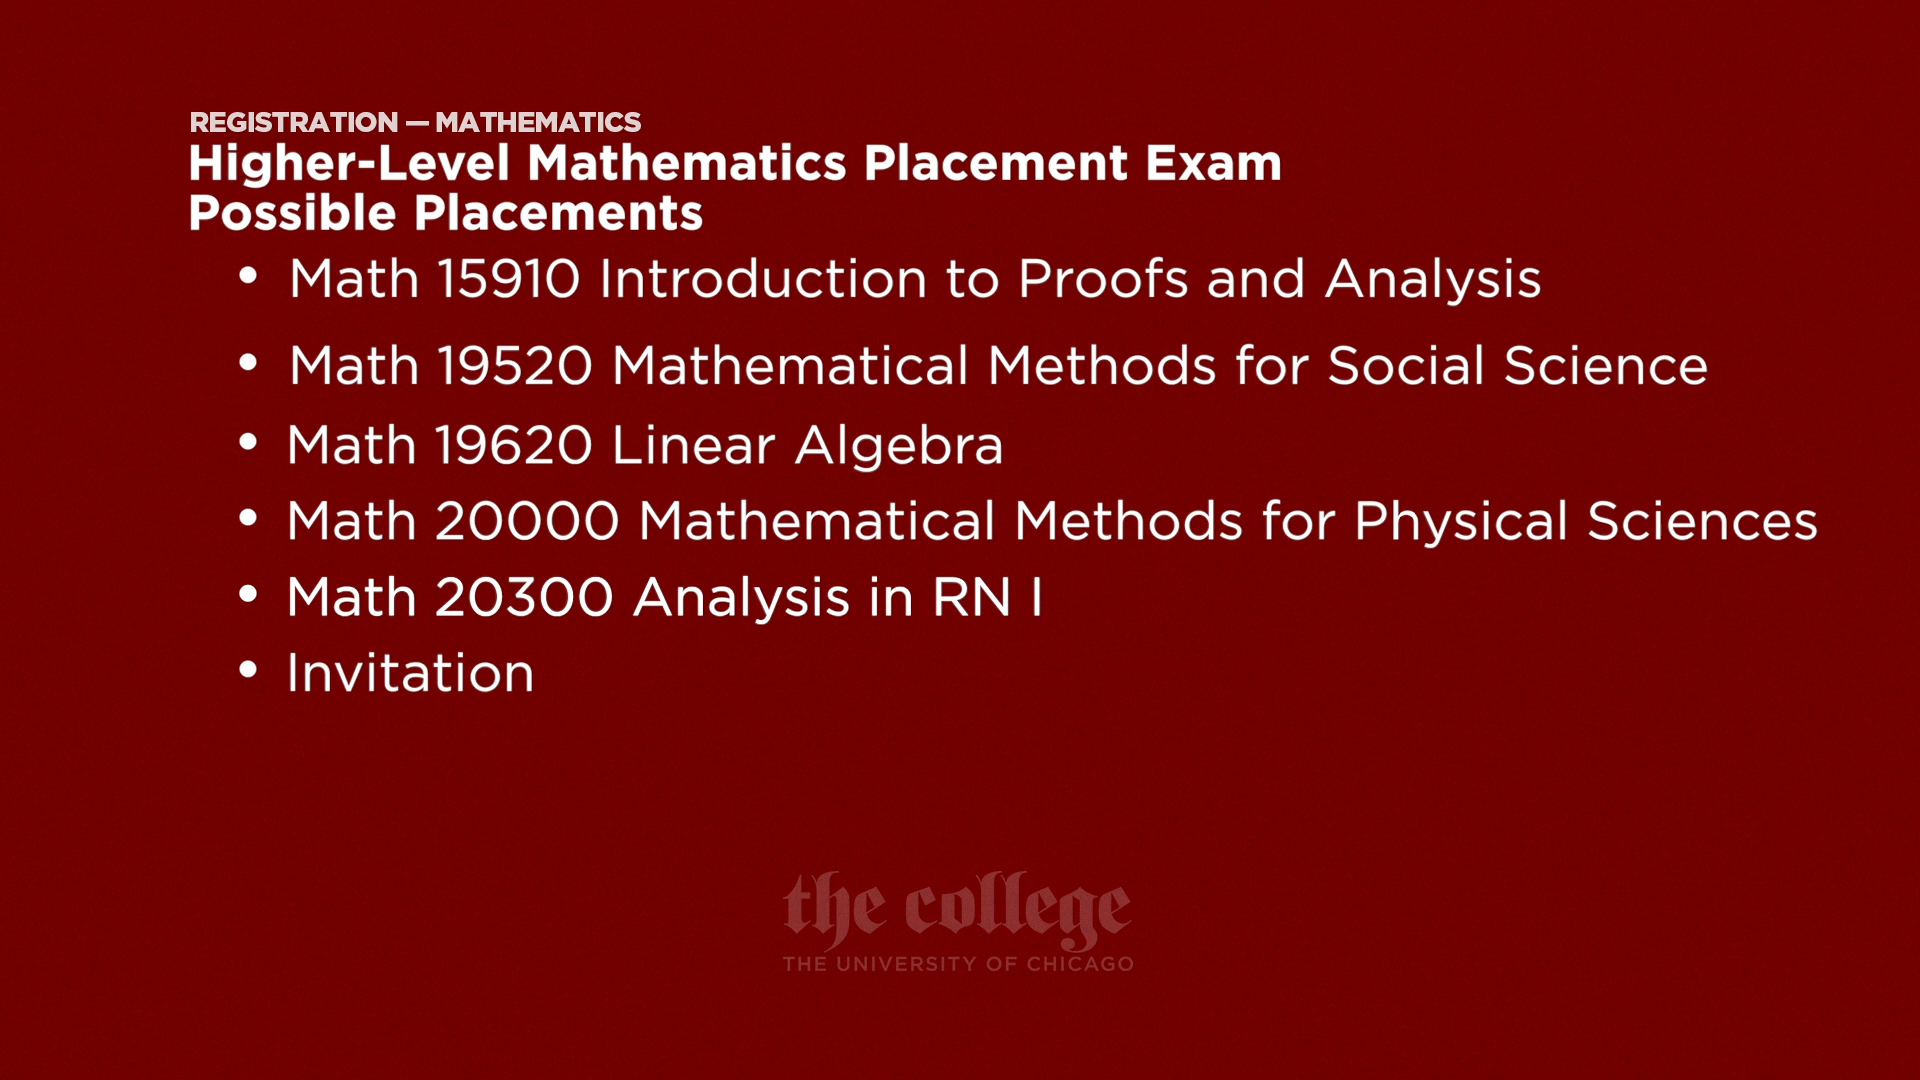 REGISTRATION — MATHEMATICS
Higher-Level Mathematics Placement Exam
Possible Placements
• Math 15910 Introduction to Proofs and Analysis
• Math 19520 Mathematical Methods for Social Science
• Math 19620 Linear Algebra
• Math 20000 Mathematical Methods for Physical Sciences
• Math 20300 Analysis in RN I
• Invitation
the college
THE UNIVERSITY OF CHICAGO